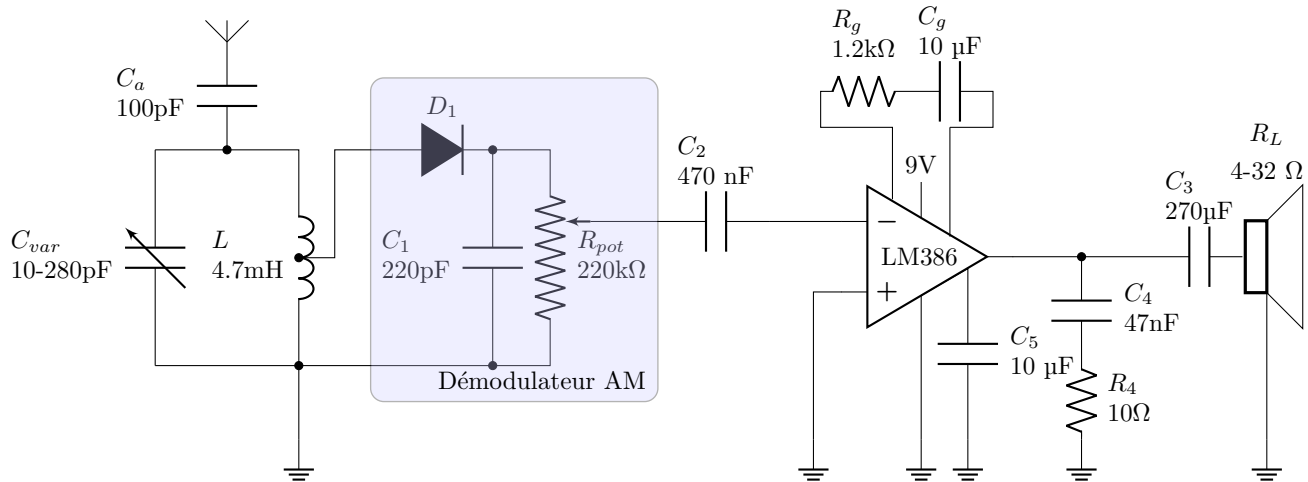 C_a
100pF
C_var
10-280pF
L
4.7mH
D_1
C_1
220pF
R_pot
220kΩ
Démodulateur AM
C_2
470 nF
R_g
1.2kΩ
C_g
10 µF
9V
−
LM386
+
C_5
10 µF
C_4
47nF
R_4
10Ω
C_3
270µF
R_L
4-32 Ω